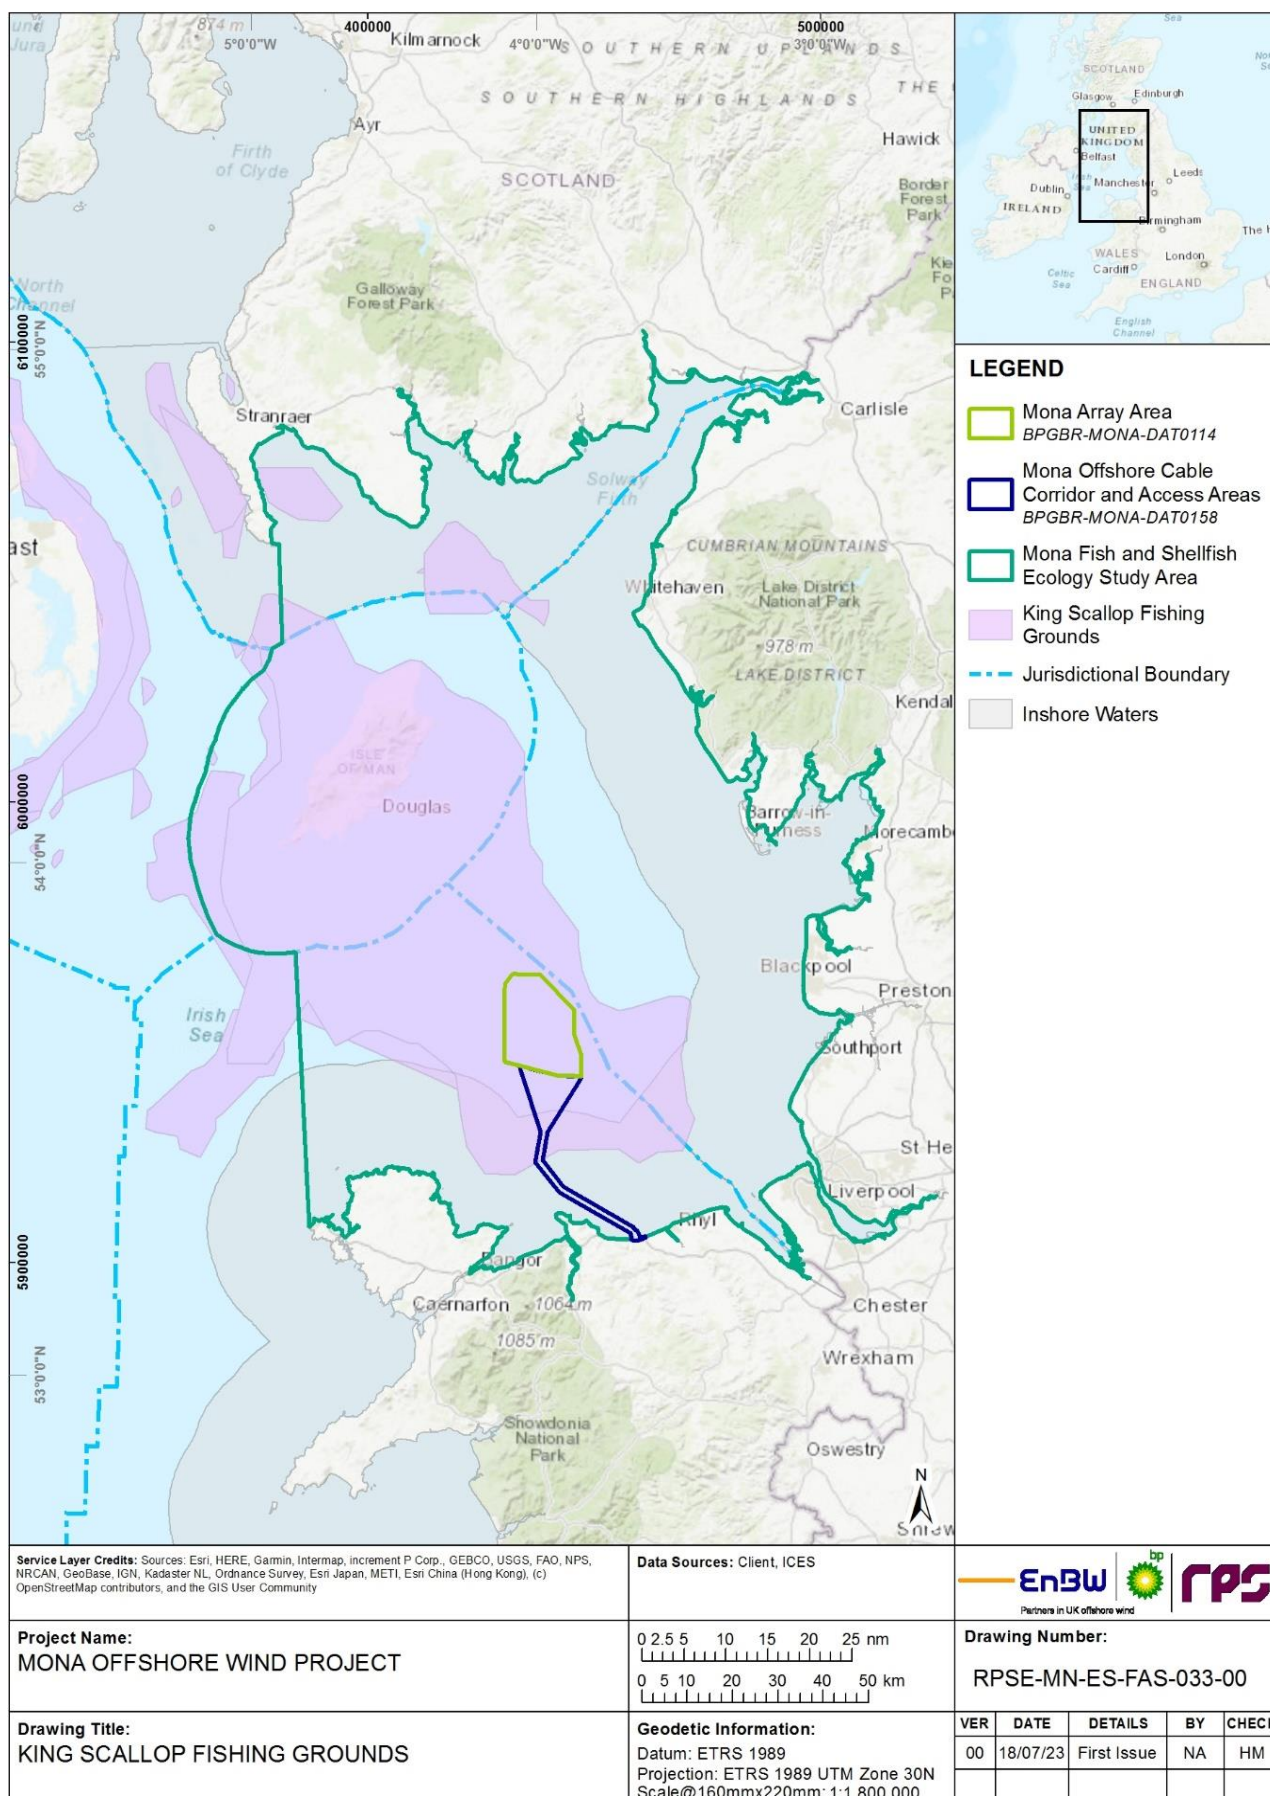 400000
500000
5°0'0"W
4°0'0"W
3°0'0"W
874 m
Kilmarnock
SOUTHERN UPLANDS
SOUTHERN HIGHLANDS
THE
Ayr
Hawick
Firth
of Clyde
SCOTLAND
Border
Forest
Park
North
Channel
Galloway
Forest Park
6100000
55°0'0"N
Stranraer
Carlisle
Solway
Firth
ast
CUMBRIAN MOUNTAINS
Whitehaven
Lake District
National Park
978 m
LAKE DISTRICT
Kendal
ISLE
OF MAN
Douglas
6000000
54°0'0"N
Barrow-in-
Furness
Morecamb
Blackpool
Preston
Irish
Sea
Southport
St He
Liverpool
Rhyl
Bangor
5900000
Caernarfon
1064 m
Chester
1085 m
Wrexham
53°0'0"N
Snowdonia
National
Park
Oswestry
N
Shrew
Sea
SCOTLAND
Glasgow
Edinburgh
UNITED
KINGDOM
Belfast
Irish
Sea
Leeds
Dublin
Manchester
IRELAND
Birmingham
The H
WALES
London
Cardiff
Celtic
Sea
ENGLAND
English
Channel
LEGEND
Mona Array Area
BPGBR-MONA-DAT0114
Mona Offshore Cable
Corridor and Access Areas
BPGBR-MONA-DAT0158
Mona Fish and Shellfish
Ecology Study Area
King Scallop Fishing
Grounds
Jurisdictional Boundary
Inshore Waters
Service Layer Credits: Sources: Esri, HERE, Garmin, Intermap, increment P Corp., GEBCO, USGS, FAO, NPS,
NRCAN, GeoBase, IGN, Kadaster NL, Ordnance Survey, Esri Japan, METI, Esri China (Hong Kong), (c)
OpenStreetMap contributors, and the GIS User Community
Data Sources: Client, ICES
EnBW
bp
rps
Partners in UK offshore wind
Project Name:
MONA OFFSHORE WIND PROJECT
0 2.5 5 10 15 20 25 nm
0 5 10 20 30 40 50 km
Drawing Number:
RPSE-MN-ES-FAS-033-00
Drawing Title:
KING SCALLOP FISHING GROUNDS
Geodetic Information:
Datum: ETRS 1989
Projection: ETRS 1989 UTM Zone 30N
Scale@160mmx220mm: 1:1,800,000
VER DATE DETAILS BY CHECK
00 18/07/23 First Issue NA HM